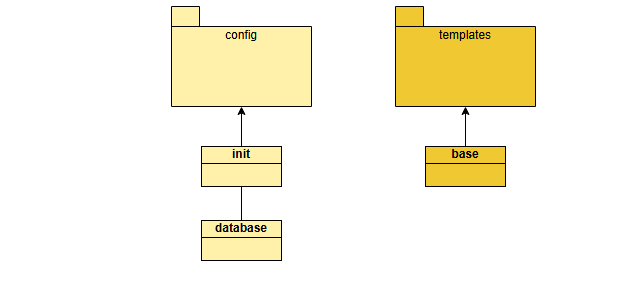 config
templates
init
base
database